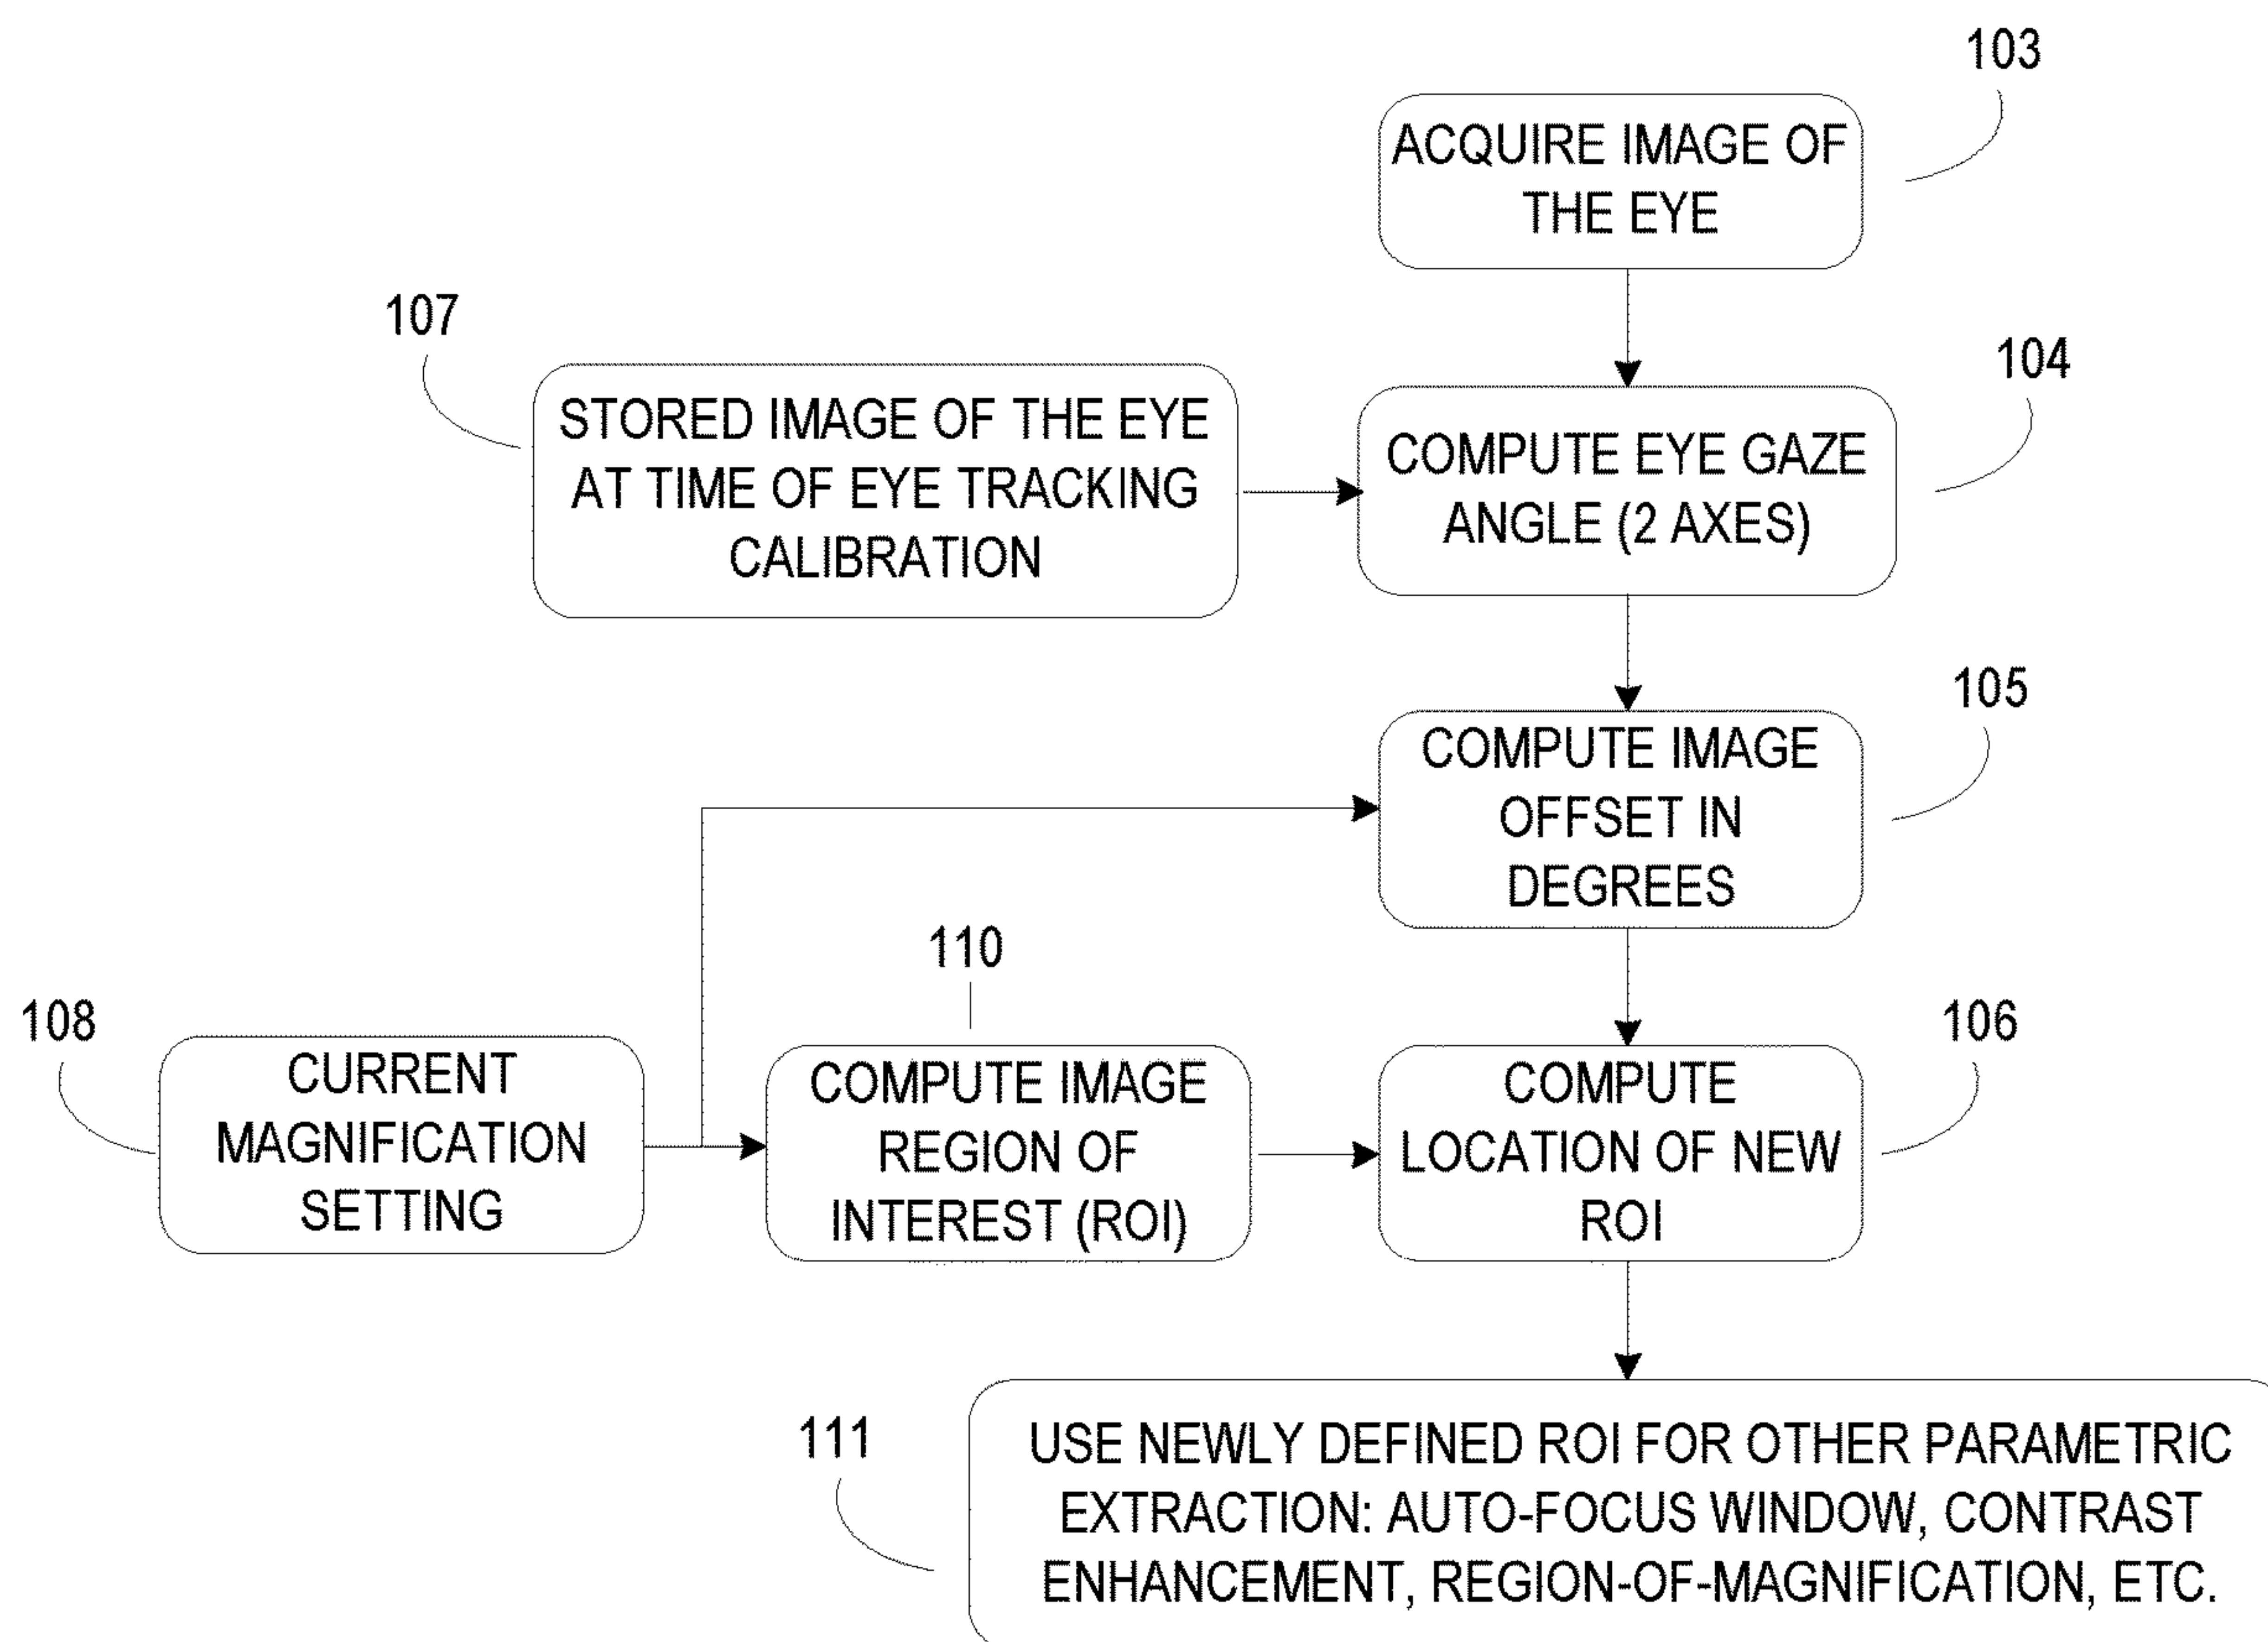 103
ACQUIRE IMAGE OF
THE EYE
107
STORED IMAGE OF THE EYE
AT TIME OF EYE TRACKING
CALIBRATION
104
COMPUTE EYE GAZE
ANGLE (2 AXES)
105
COMPUTE IMAGE
OFFSET IN
DEGREES
108
CURRENT
MAGNIFICATION
SETTING
110
COMPUTE IMAGE
REGION OF
INTEREST (ROI)
106
COMPUTE
LOCATION OF NEW
ROI
111
USE NEWLY DEFINED ROI FOR OTHER PARAMETRIC
EXTRACTION: AUTO-FOCUS WINDOW, CONTRAST
ENHANCEMENT, REGION-OF-MAGNIFICATION, ETC.